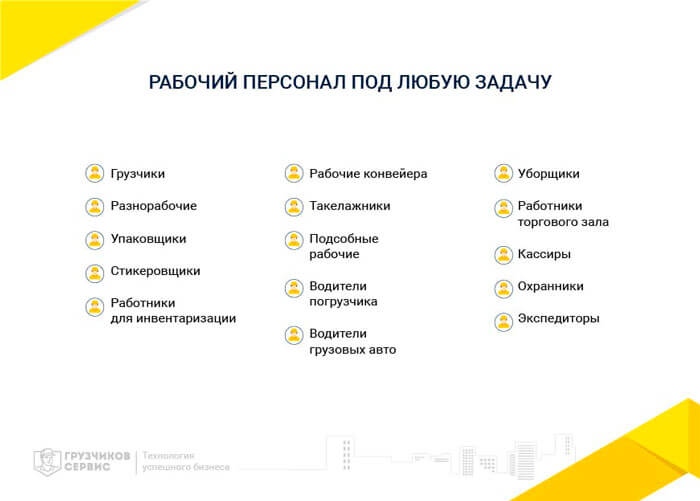 РАБОЧИЙ ПЕРСОНАЛ ПОД ЛЮБУЮ ЗАДАЧУ
Грузчики
Разнорабочие
Упаковщики
Стикеровщики
Работники
для инвентаризации
Рабочие конвейера
Такелажники
Подсобные
рабочие
Водители
погрузчика
Водители
грузовых авто
Уборщики
Работники
торгового зала
Кассиры
Охранники
Экспедиторы
ГРУЗЧИКОВ
СЕРВИС
Технология
успешного бизнеса